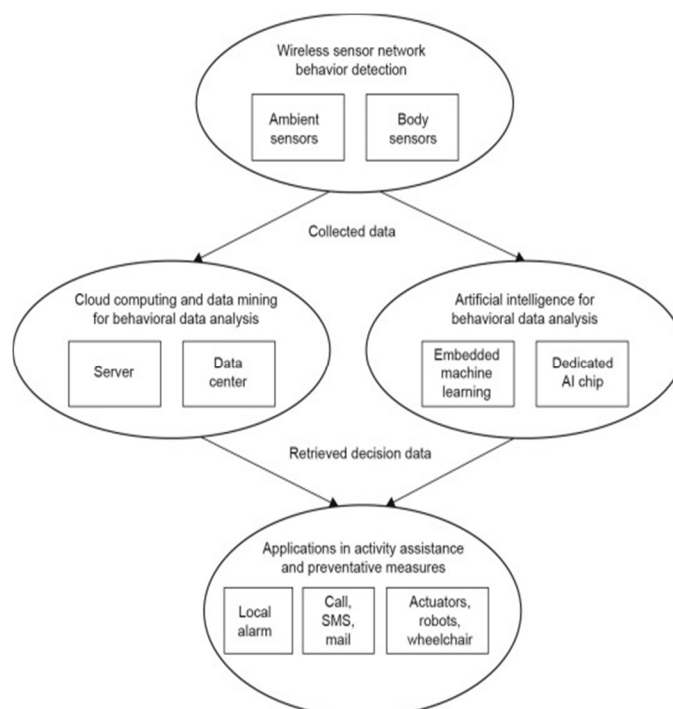 Wireless sensor network
behavior detection
Ambient
sensors
Body
sensors
Collected data
Cloud computing and data mining
for behavioral data analysis
Server
Data
center
Artificial intelligence for
behavioral data analysis
Embedded
machine
learning
Dedicated
AI chip
Retrieved decision data
Applications in activity assistance
and preventative measures
Local
alarm
Call,
SMS,
mail
Actuators,
robots,
wheelchair